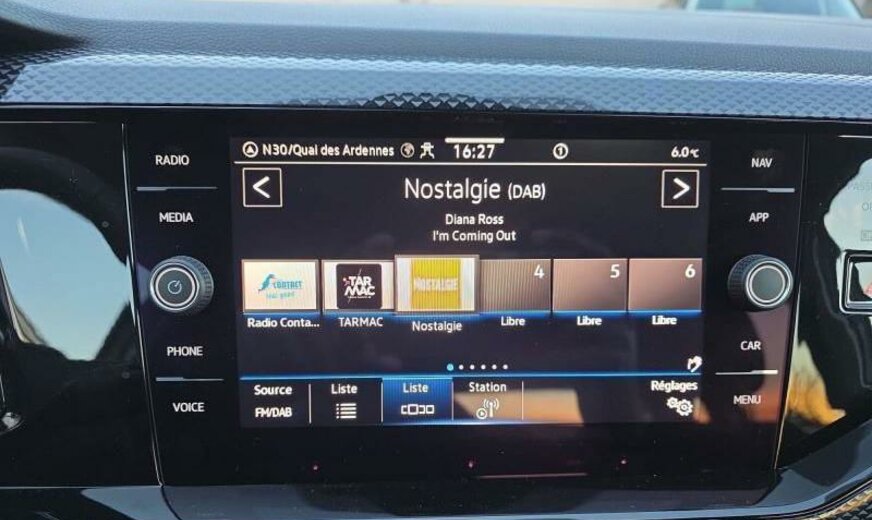 RADIO
MEDIA
PHONE
VOICE
N30/Quai des Ardennes
16:27
6.0°C
Nostalgie (DAB)
Diana Ross
I'm Coming Out
CONTACT
TAR
MAC
NOSTALGIE
4
5
6
Radio Conta...
TARMAC
Nostalgie
Libre
Libre
Libre
Source
FM/DAB
Liste
Liste
Station
Réglages
NAV
APP
CAR
MENU